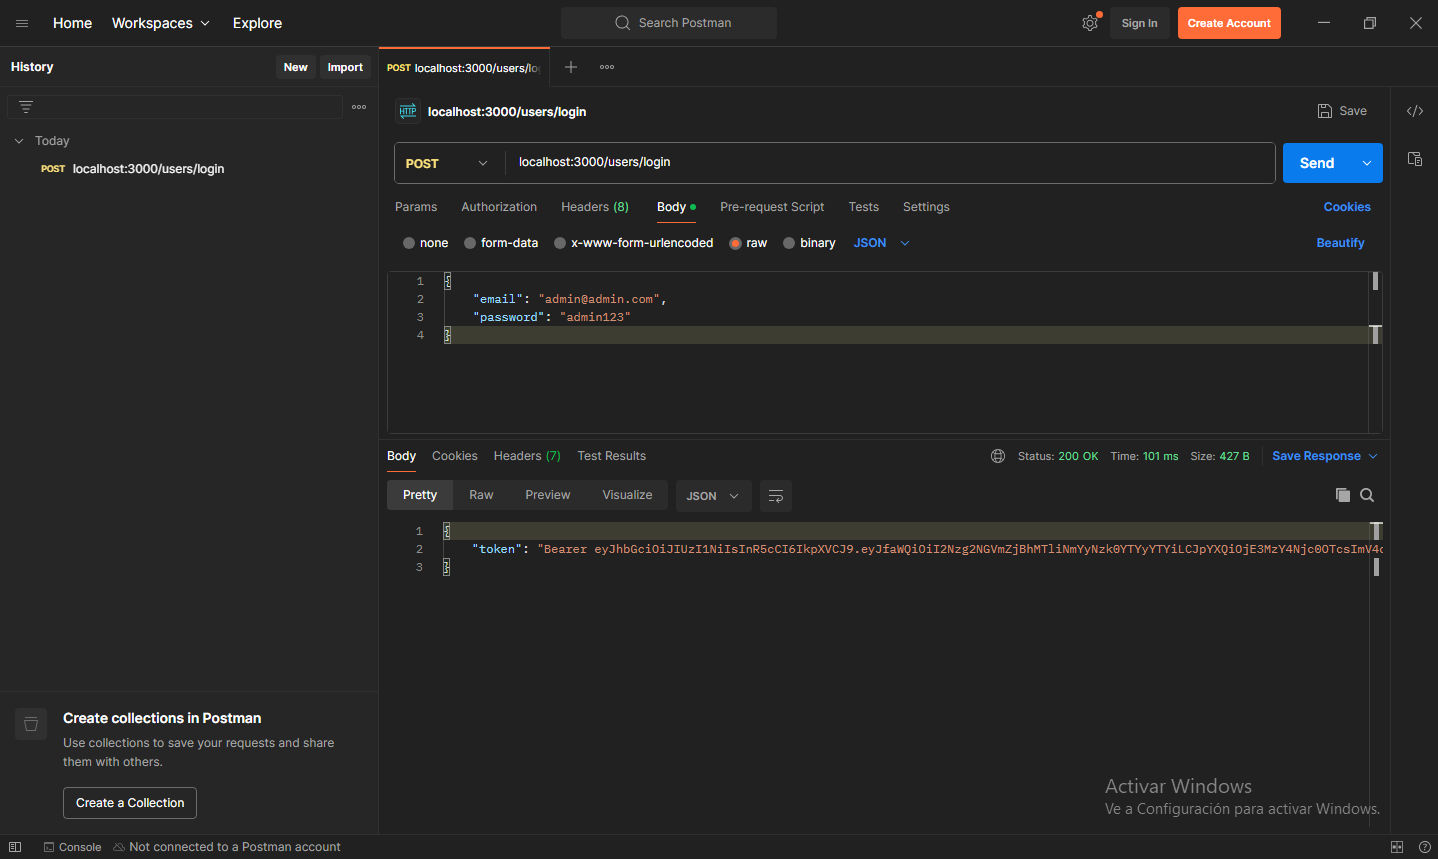 Home Workspaces Explore Search Postman Sign In Create Account
History New Import
POST localhost:3000/users/lo
HTTP localhost:3000/users/login Save
Today
POST localhost:3000/users/login
POST localhost:3000/users/login Send
Params Authorization Headers (8) Body Pre-request Script Tests Settings Cookies
none form-data x-www-form-urlencoded raw binary JSON Beautify
1 {
2 "email": "admin@admin.com",
3 "password": "admin123"
4 }
Body Cookies Headers (7) Test Results Status: 200 OK Time: 101 ms Size: 427 B Save Response
Pretty Raw Preview Visualize JSON
1 {
2 "token": "Bearer eyJhbGciOiJIUzI1NiIsInR5cCI6IkpXVCJ9.eyJfaWQiOiI2Nzg2NGVmZjBhMTliNmYyNzk0YTYyYTYiLCJpYXQiOjE3MzY4Njc0OTcsImV4c
3 }
Create collections in Postman
Use collections to save your requests and share
them with others.
Create a Collection
Activar Windows
Ve a Configuración para activar Windows.
Console Not connected to a Postman account